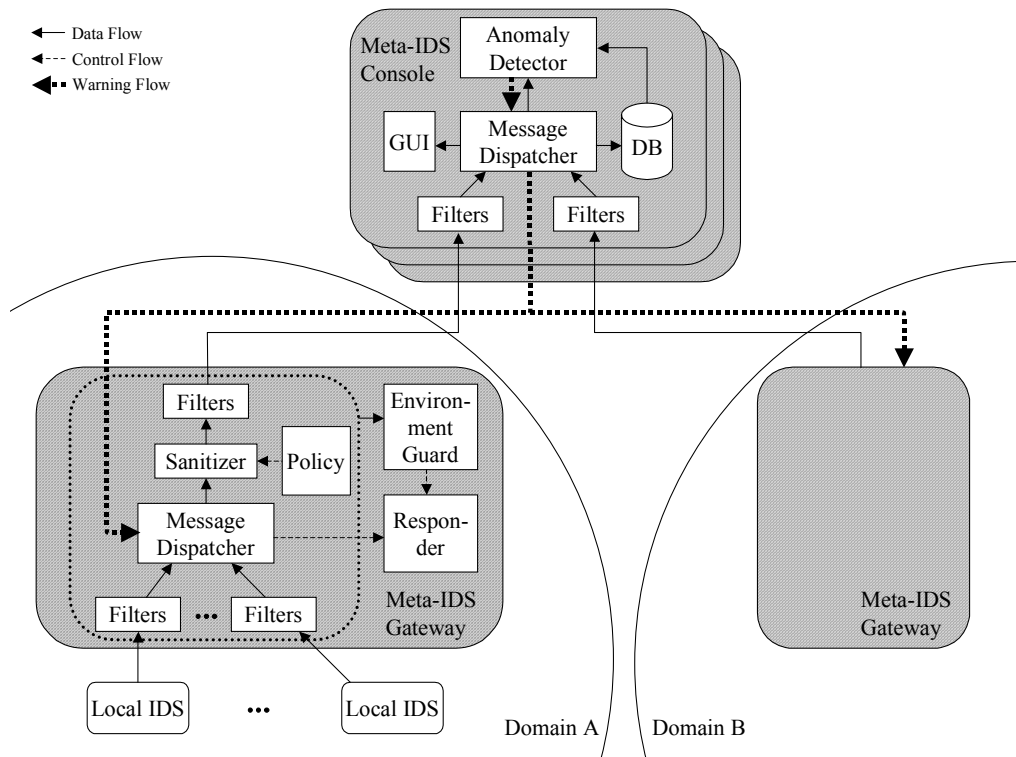 Data Flow
Control Flow
Warning Flow
Meta-IDS
Console
Anomaly
Detector
GUI
Message
Dispatcher
DB
Filters
Filters
Filters
Sanitizer
Policy
Environ-
ment
Guard
Message
Dispatcher
Respon-
der
Filters
...
Filters
Meta-IDS
Gateway
Meta-IDS
Gateway
Local IDS
...
Local IDS
Domain A
Domain B